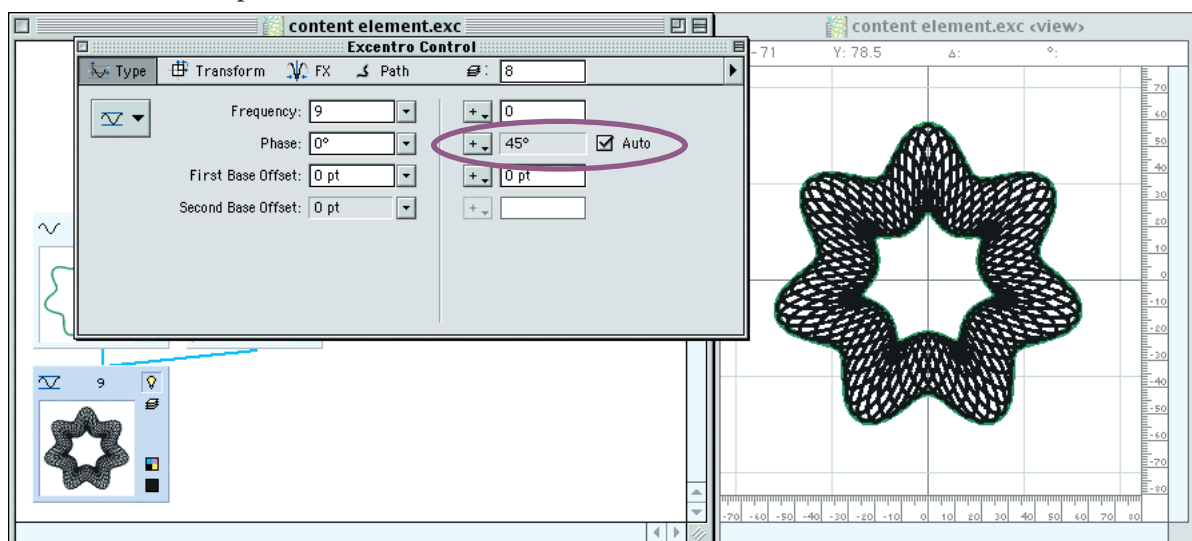 content element.exc
content element.exc <view>
Excentro Control
-71 Y: 78.5 Δ: °:
Type Transform FX Path : 8
Frequency: 9 + 0
Phase: 0° + 45° Auto
First Base Offset: 0 pt + 0 pt
Second Base Offset: 0 pt +
9
70
60
50
40
30
20
10
0
-10
-20
-30
-40
-50
-60
-70
-80
-70 -60 -50 -40 -30 -20 -10 0 10 20 30 40 50 60 70 80